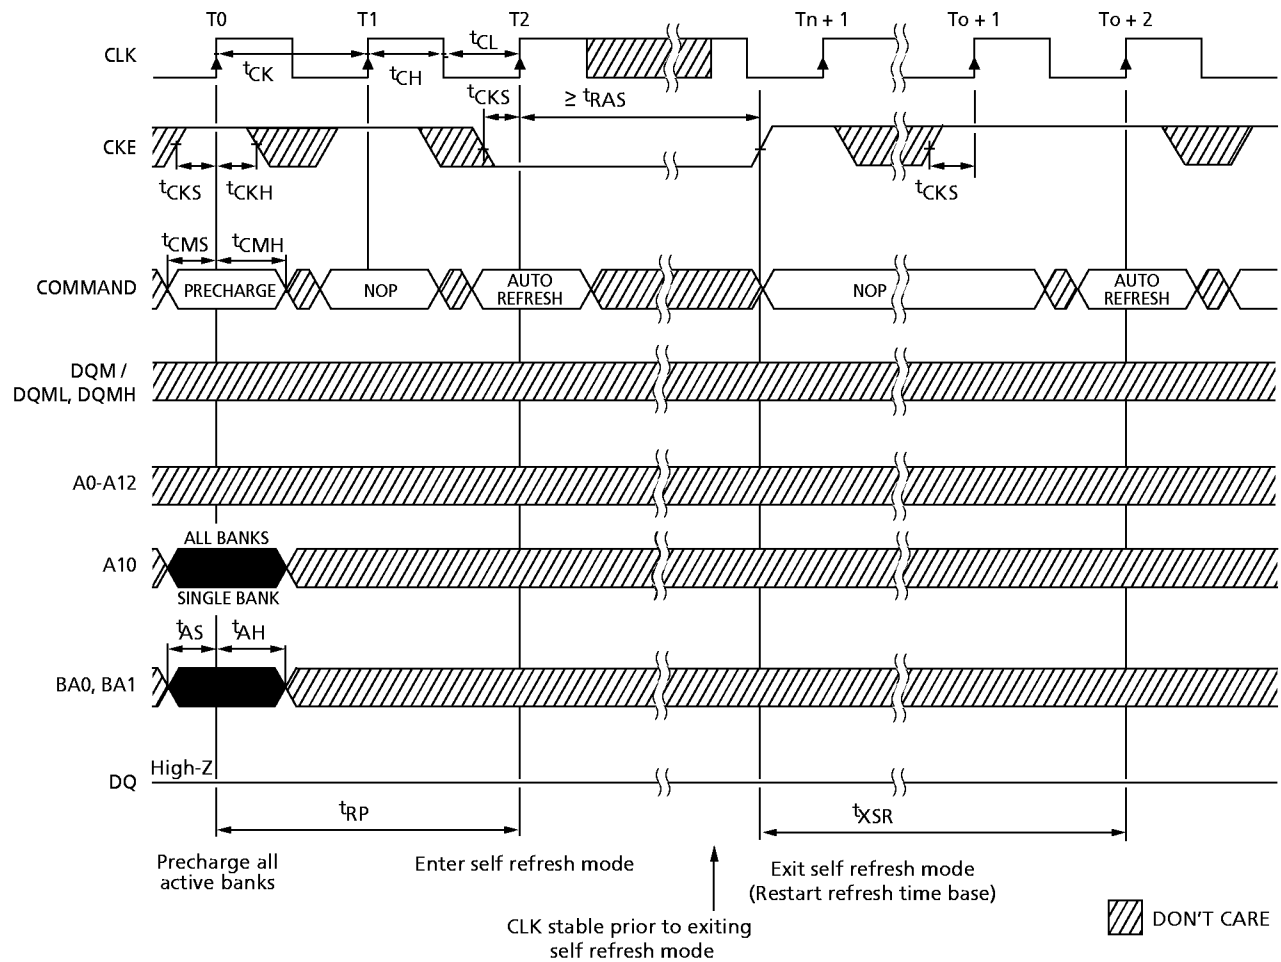 T0 T1 T2 Tn + 1 To + 1 To + 2
CLK
tCK tCH tCL
tCKS ≥ tRAS
CKE
tCKS tCKH tCKS
tCMS tCMH
COMMAND PRECHARGE NOP AUTO REFRESH NOP AUTO REFRESH
DQM /
DQML, DQMH
A0-A12
ALL BANKS
A10
SINGLE BANK
tAS tAH
BA0, BA1
High-Z
DQ
tRP tXSR
Precharge all
active banks
Enter self refresh mode
Exit self refresh mode
(Restart refresh time base)
CLK stable prior to exiting
self refresh mode
DON'T CARE